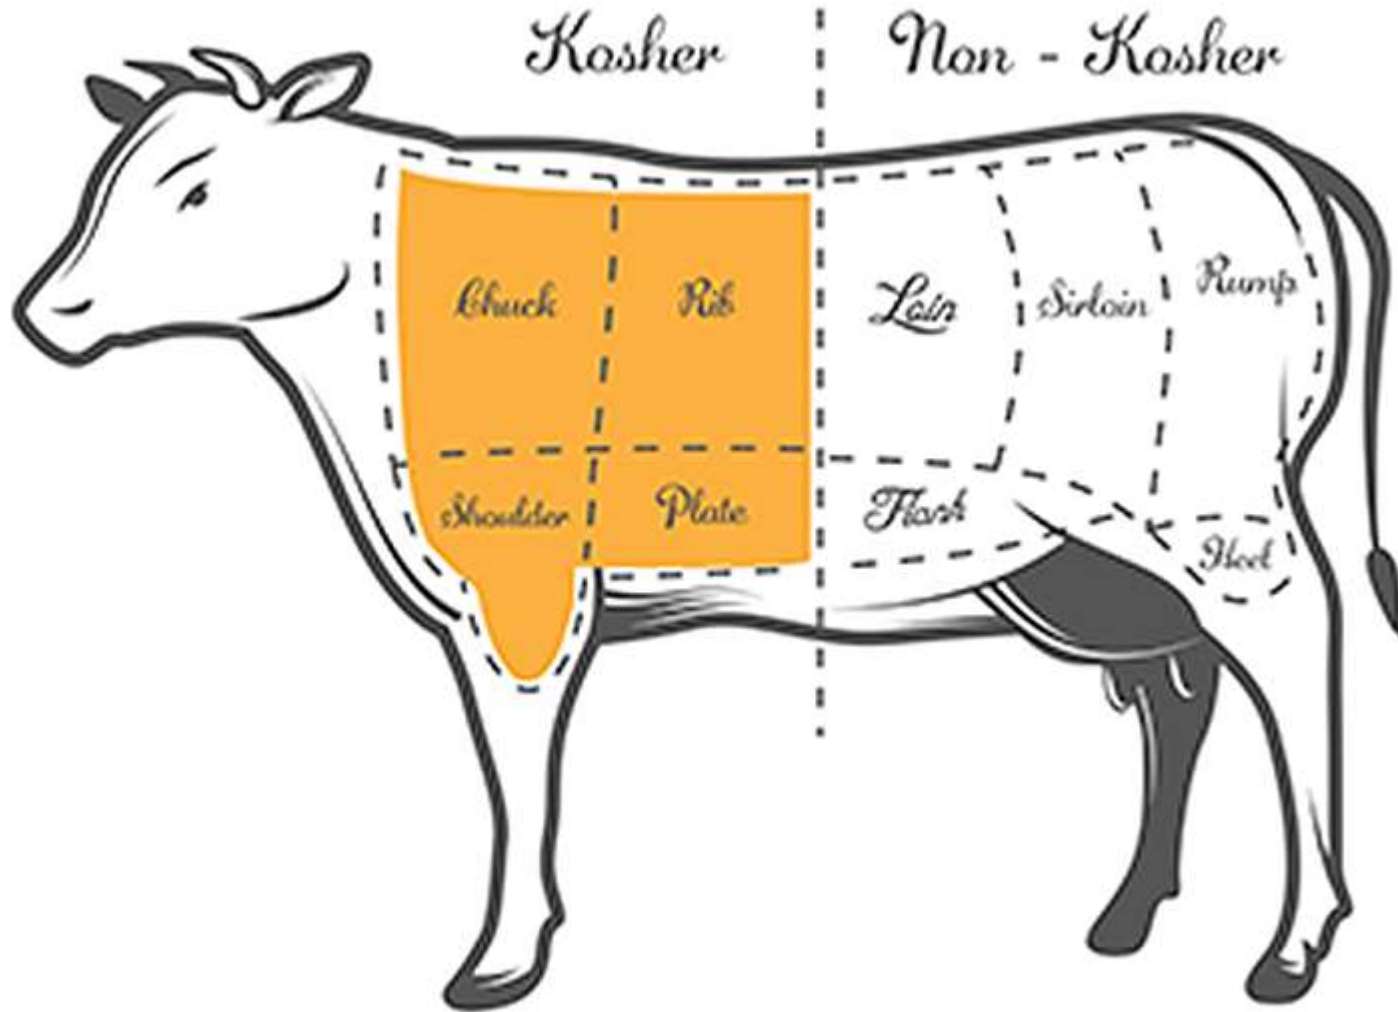 Kosher
Non - Kosher
Chuck
Rib
Loin
Sirloin
Rump
Shoulder
Plate
Flank
Heel